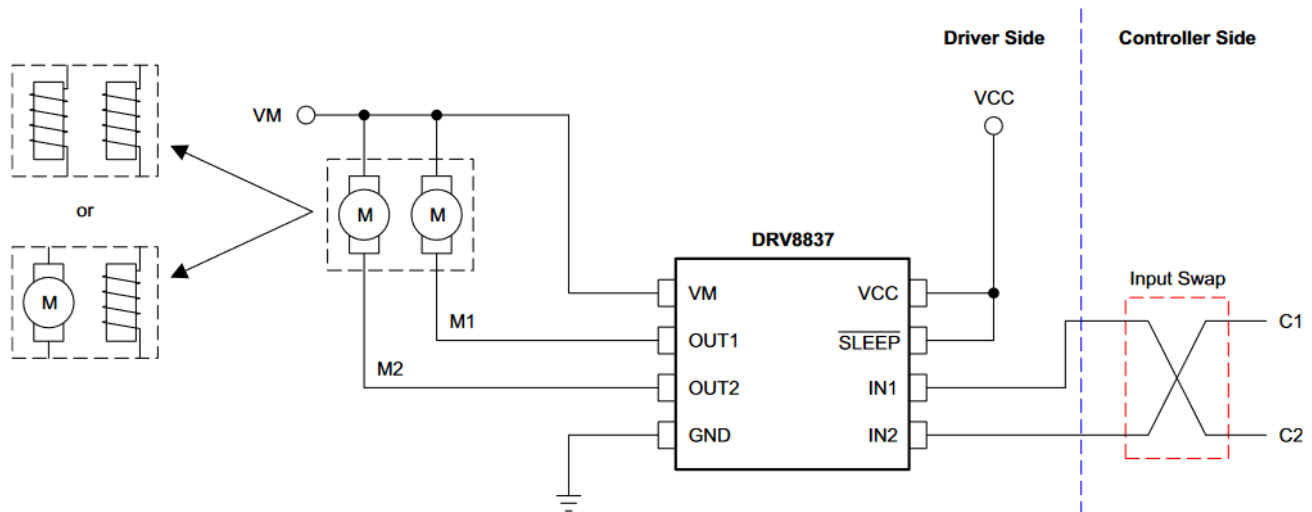 Driver Side
Controller Side
VCC
VM
or
M
M
M
DRV8837
Input Swap
M1
M2
VM
OUT1
OUT2
GND
VCC
SLEEP
IN1
IN2
C1
C2